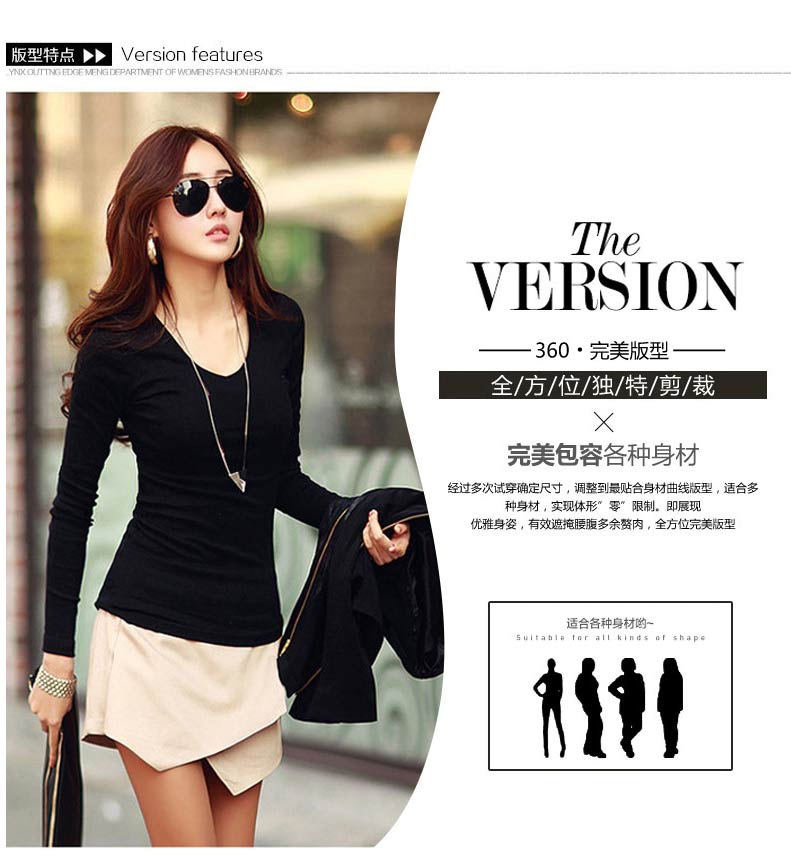 版型特点 Version features
,YNX OUTTNG EDGE MENG DEPARTMENT OF WOMENS FASHION BRANDS
The
VERSION
360·完美版型
全/方/位/独/特/剪/裁
完美包容各种身材
经过多次试穿确定尺寸，调整到最贴合身材曲线版型，适合多
种身材，实现体形”零”限制。即展现
优雅身姿，有效遮掩腰腹多余赘肉，全方位完美版型
适合各种身材哟~
Suitable for all kinds of shape